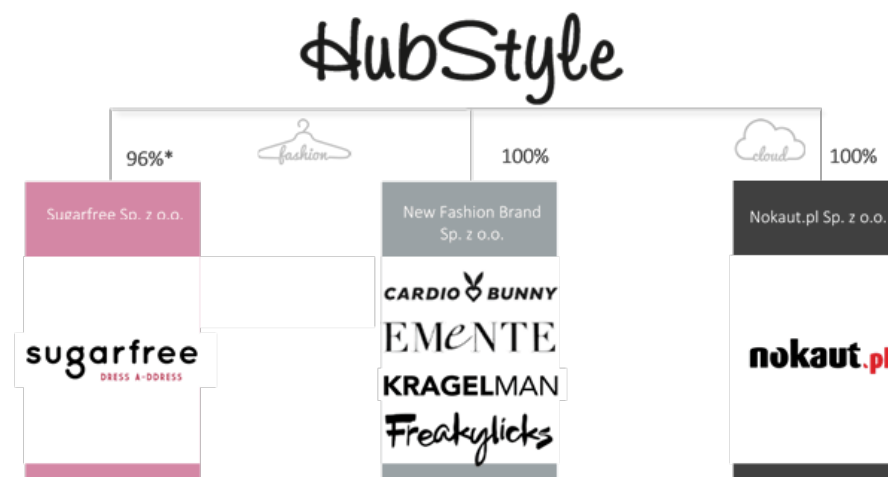 HubStyle
96%*
fashion
100%
cloud
100%
Sugarfree Sp. z o.o.
New Fashion Brand
Sp. z o.o.
Nokaut.pl Sp. z o.o.
sugarfree
DRESS A-DDRESS
CARDIO BUNNY
EMeNTE
KRAGELMAN
Freakylicks
nokaut.pl